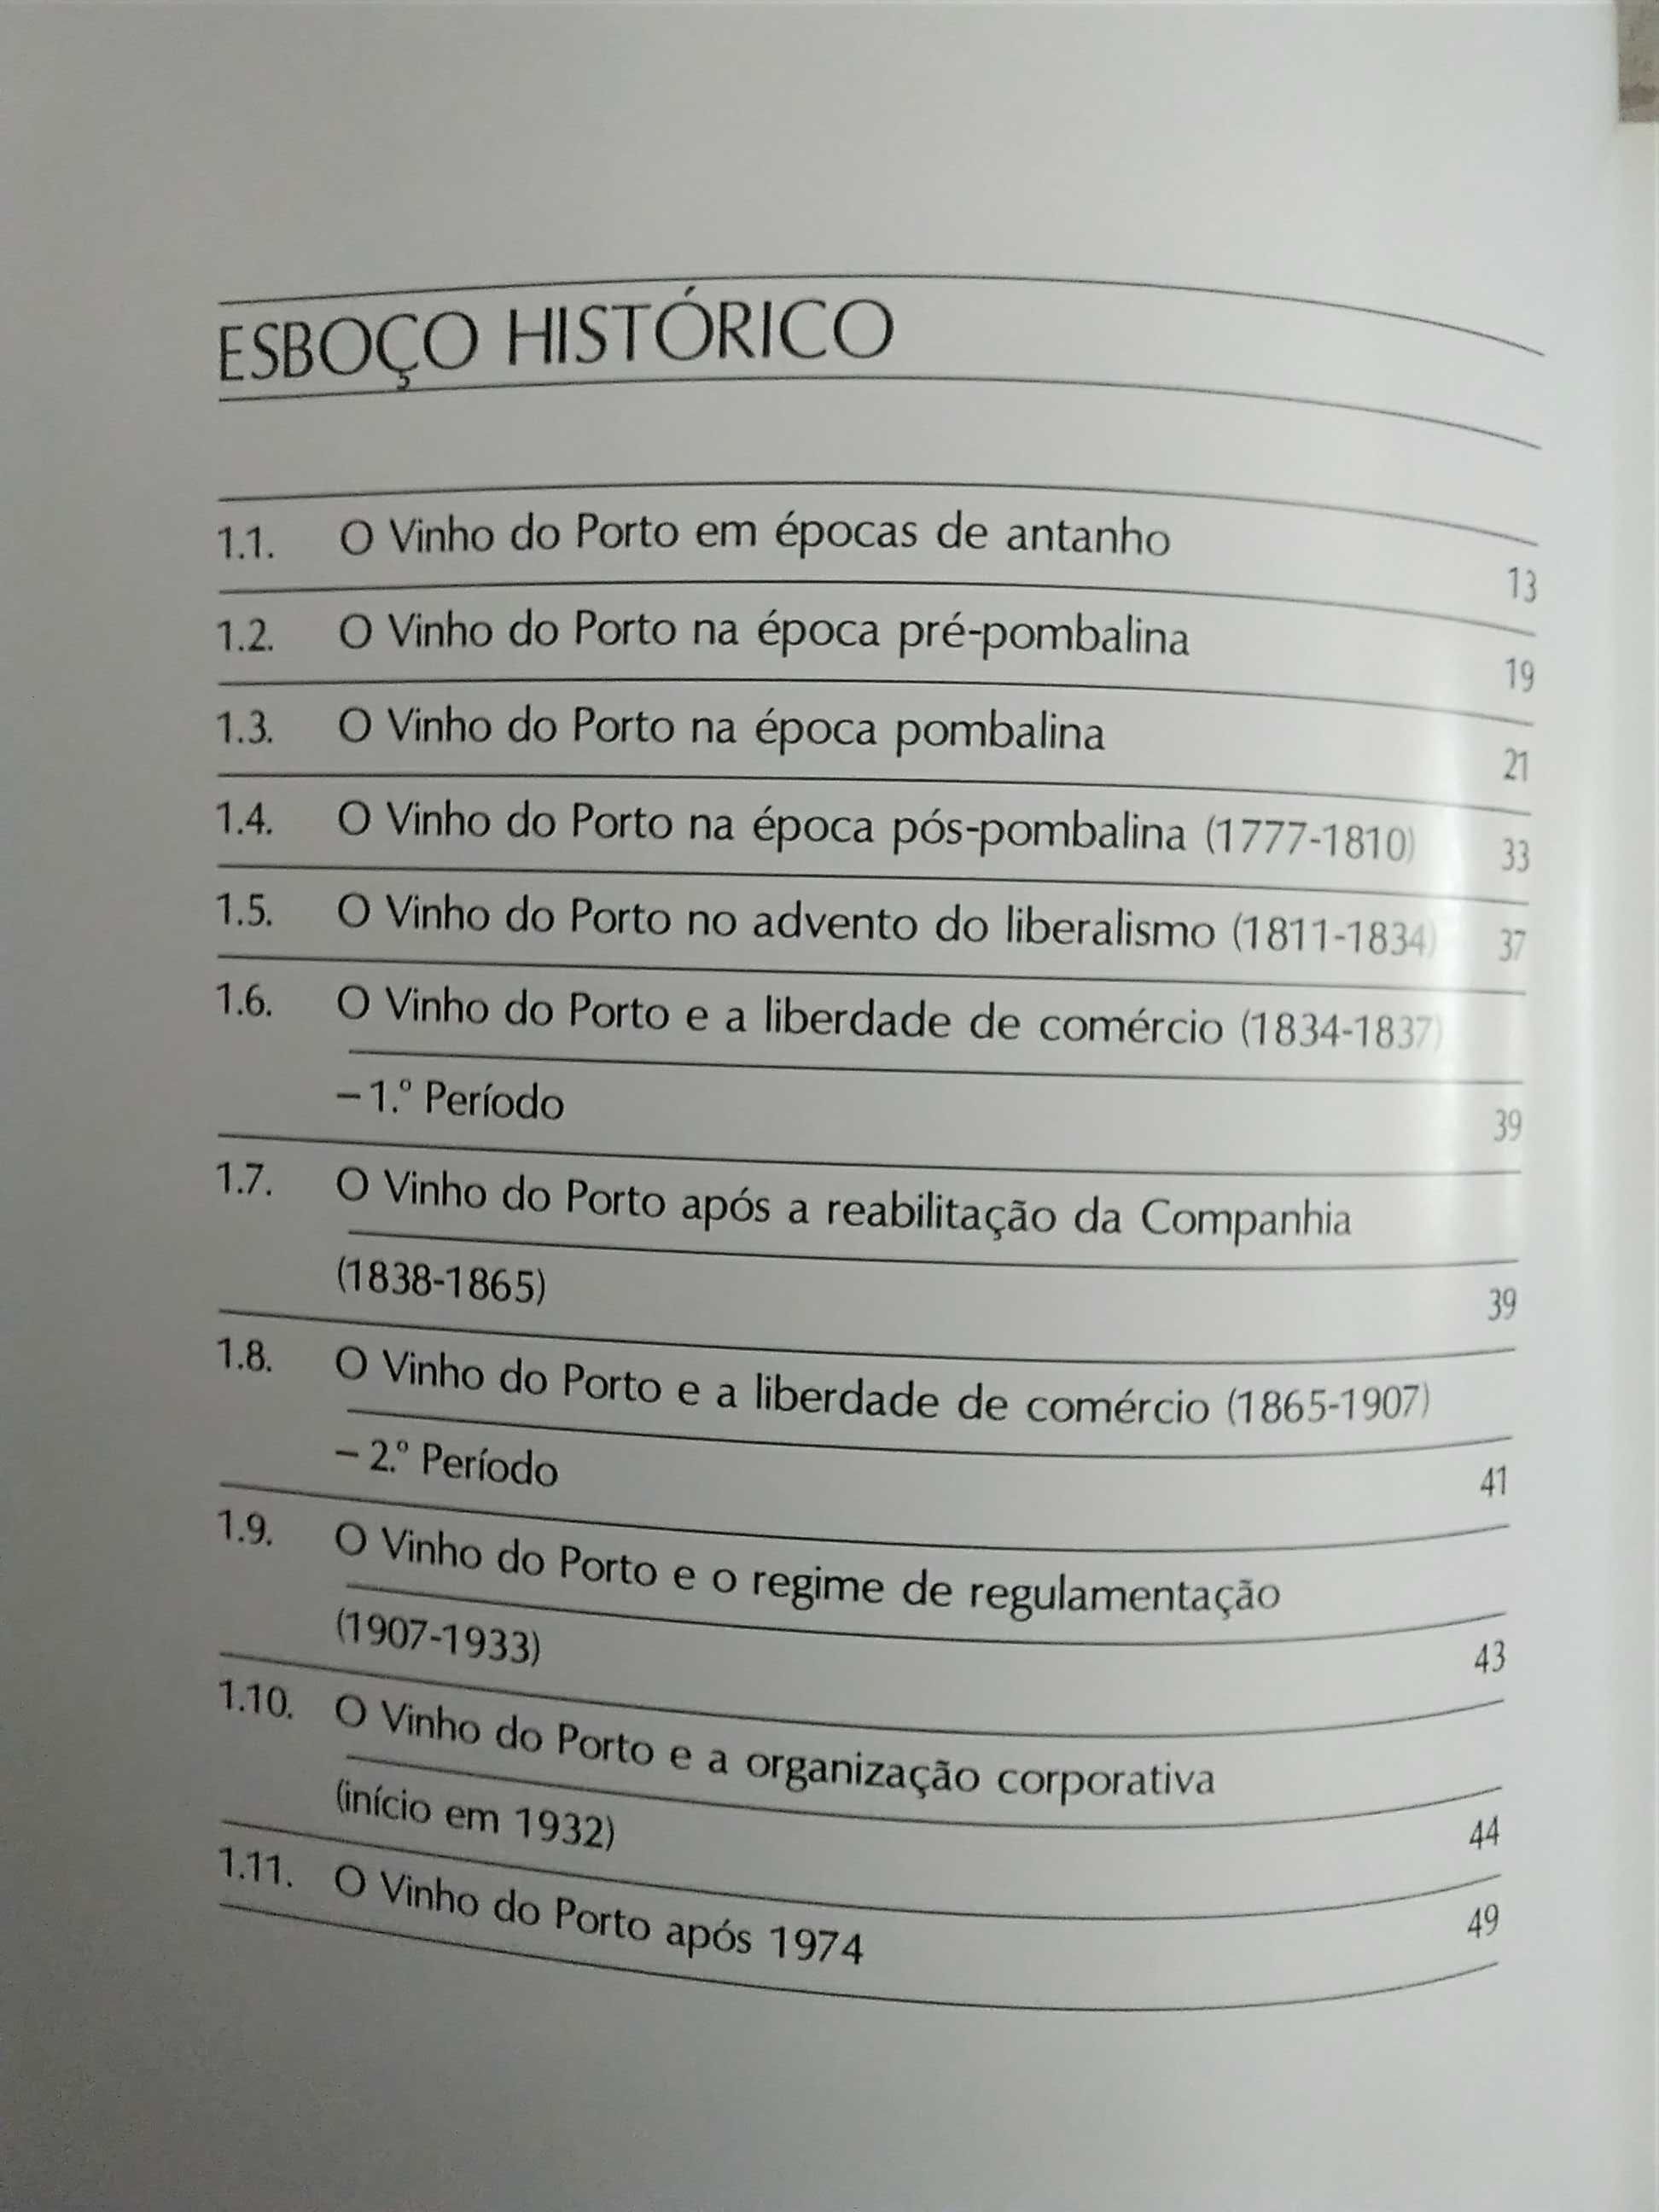 ESBOÇO HISTÓRICO
1.1. O Vinho do Porto em épocas de antanho 13
1.2. O Vinho do Porto na época pré-pombalina 19
1.3. O Vinho do Porto na época pombalina 21
1.4. O Vinho do Porto na época pós-pombalina (1777-1810) 33
1.5. O Vinho do Porto no advento do liberalismo (1811-1834) 37
1.6. O Vinho do Porto e a liberdade de comércio (1834-1837)
– 1.º Período 39
1.7. O Vinho do Porto após a reabilitação da Companhia
(1838-1865) 39
1.8. O Vinho do Porto e a liberdade de comércio (1865-1907)
– 2.º Período 41
1.9. O Vinho do Porto e o regime de regulamentação
(1907-1933) 43
1.10. O Vinho do Porto e a organização corporativa
(início em 1932) 44
1.11. O Vinho do Porto após 1974 49